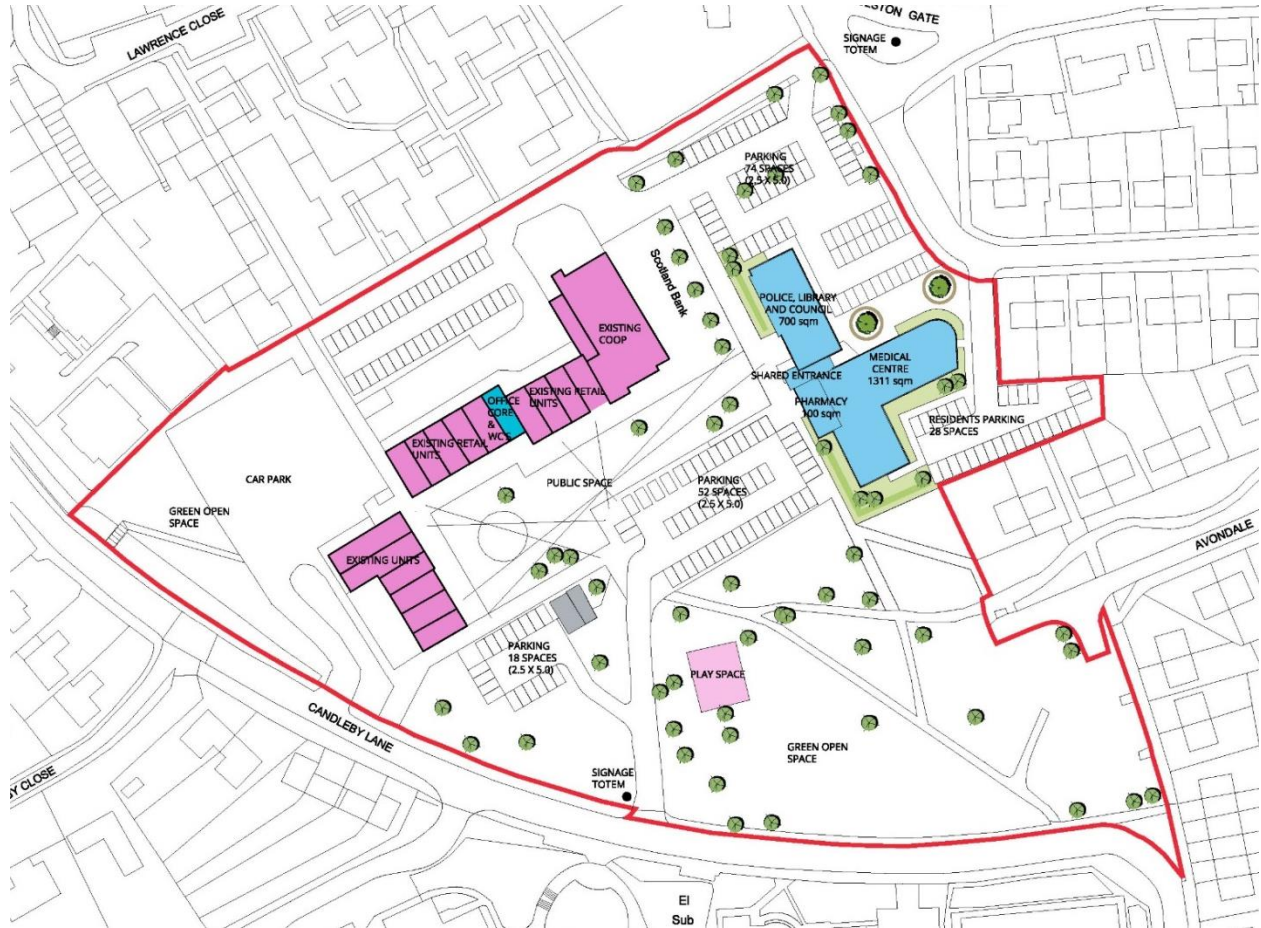 LAWRENCE CLOSE
ESTON GATE
SIGNAGE
TOTEM
PARKING
74 SPACES
(2.5 X 5.0)
Scotland Bank
POLICE, LIBRARY
AND COUNCIL
700 sqm
EXISTING
COOP
MEDICAL
CENTRE
1311 sqm
SHARED ENTRANCE
PHARMACY
100 sqm
RESIDENTS PARKING
28 SPACES
OFFICE
CORE
&
WC'S
EXISTING RETAIL
UNITS
EXISTING RETAIL
UNITS
CAR PARK
PUBLIC SPACE
PARKING
52 SPACES
(2.5 X 5.0)
GREEN OPEN
SPACE
AVONDALE
EXISTING UNITS
PARKING
18 SPACES
(2.5 X 5.0)
PLAY SPACE
CANDLEBY LANE
GREEN OPEN
SPACE
DY CLOSE
SIGNAGE
TOTEM
El
Sub